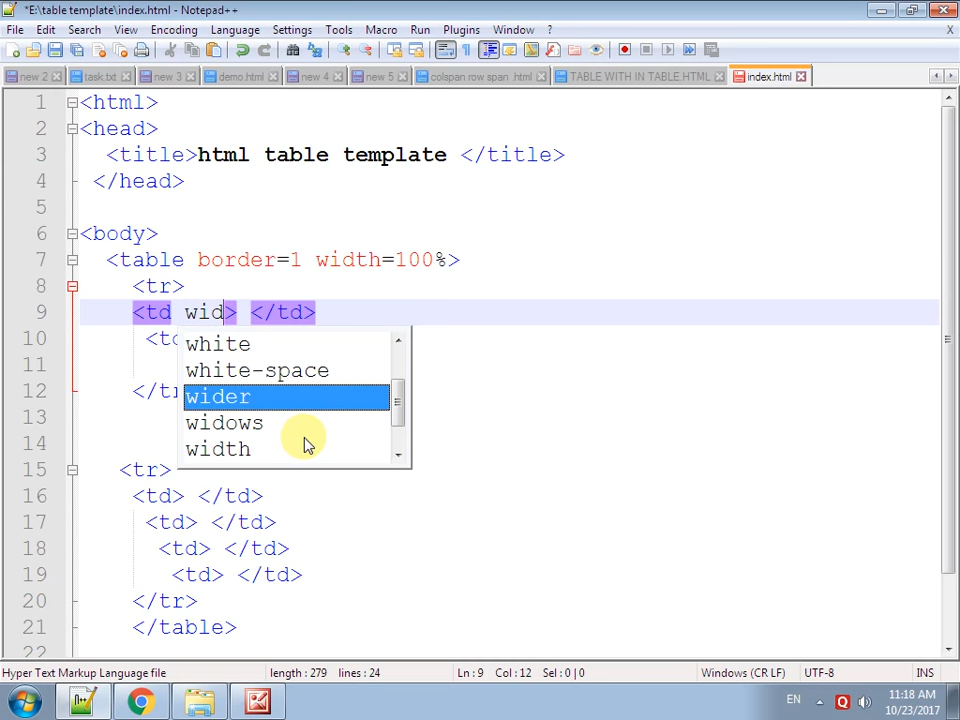 *E:\table template\index.html - Notepad++
File Edit Search View Encoding Language Settings Tools Macro Run Plugins Window ? X
new 2 task.txt new 3 demo.html new 4 new 5 colspan row span .html TABLE WITH IN TABLE.HTML index.html
1 <html>
2 <head>
3 <title>html table template </title>
4 </head>
5
6 <body>
7 <table border=1 width=100%>
8 <tr>
9 <td wid> </td>
white
10 <td
white-space
11
wider
12 </tr
widows
13
width
14
15 <tr>
16 <td> </td>
17 <td> </td>
18 <td> </td>
19 <td> </td>
20 </tr>
21 </table>
22
Hyper Text Markup Language file length : 279 lines : 24 Ln : 9 Col : 12 Sel : 0 | 0 Windows (CR LF) UTF-8 INS
EN 11:18 AM
10/23/2017